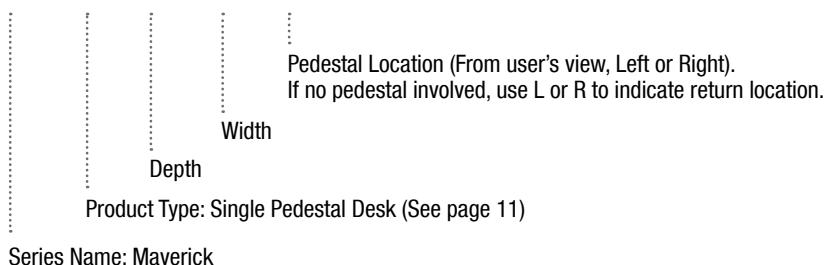 Pedestal Location (From user’s view, Left or Right).
If no pedestal involved, use L or R to indicate return location.
Width
Depth
Product Type: Single Pedestal Desk (See page 11)
Series Name: Maverick